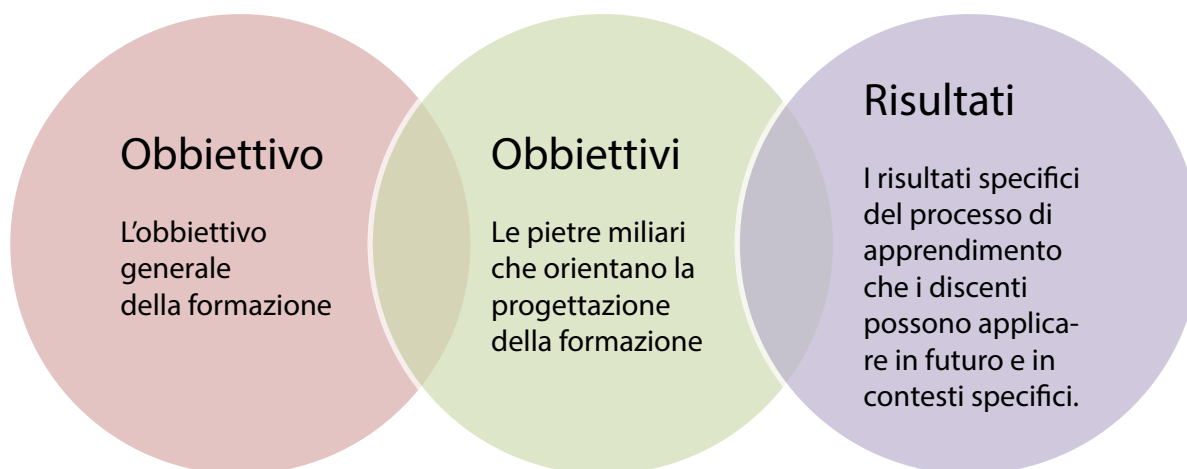 Obbiettivo
L'obbiettivo
generale
della formazione
Obbiettivi
Le pietre miliari
che orientano la
progettazione
della formazione
Risultati
I risultati specifici
del processo di
apprendimento
che i discenti
possono applica-
re in futuro e in
contesti specifici.